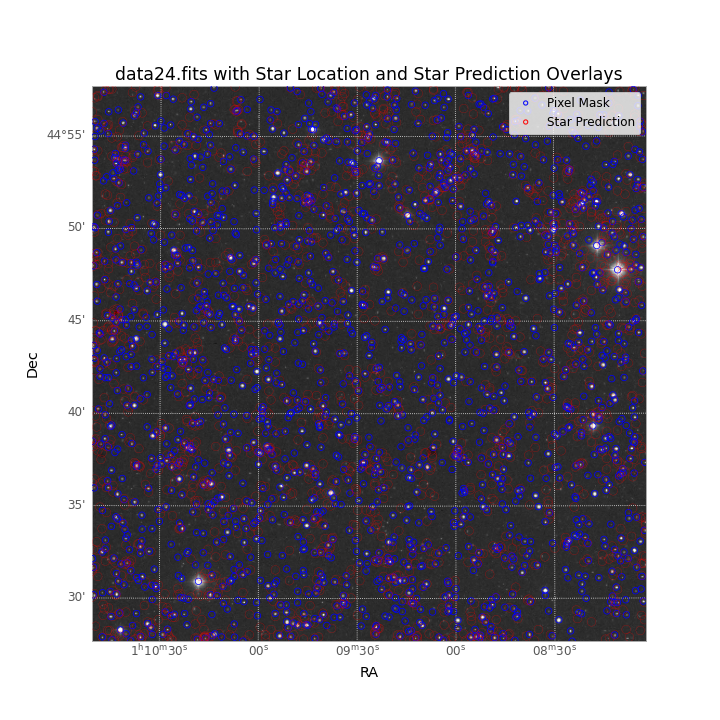 data24.fits with Star Location and Star Prediction Overlays
Pixel Mask
Star Prediction
44°55'
50'
45'
40'
35'
30'
Dec
1ʰ10ᵐ30ˢ 00ˢ 09ᵐ30ˢ 00ˢ 08ᵐ30ˢ
RA